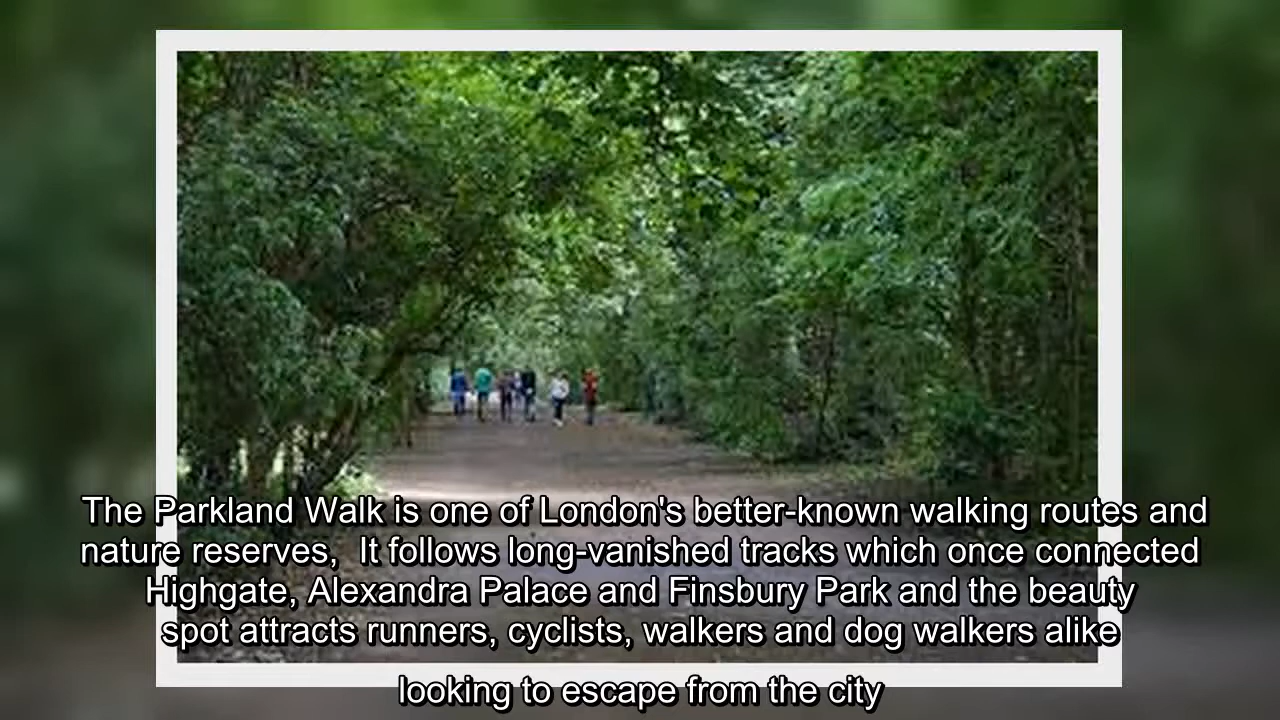 The Parkland Walk is one of London's better-known walking routes and
nature reserves,  It follows long-vanished tracks which once connected
Highgate, Alexandra Palace and Finsbury Park and the beauty
spot attracts runners, cyclists, walkers and dog walkers alike
looking to escape from the city